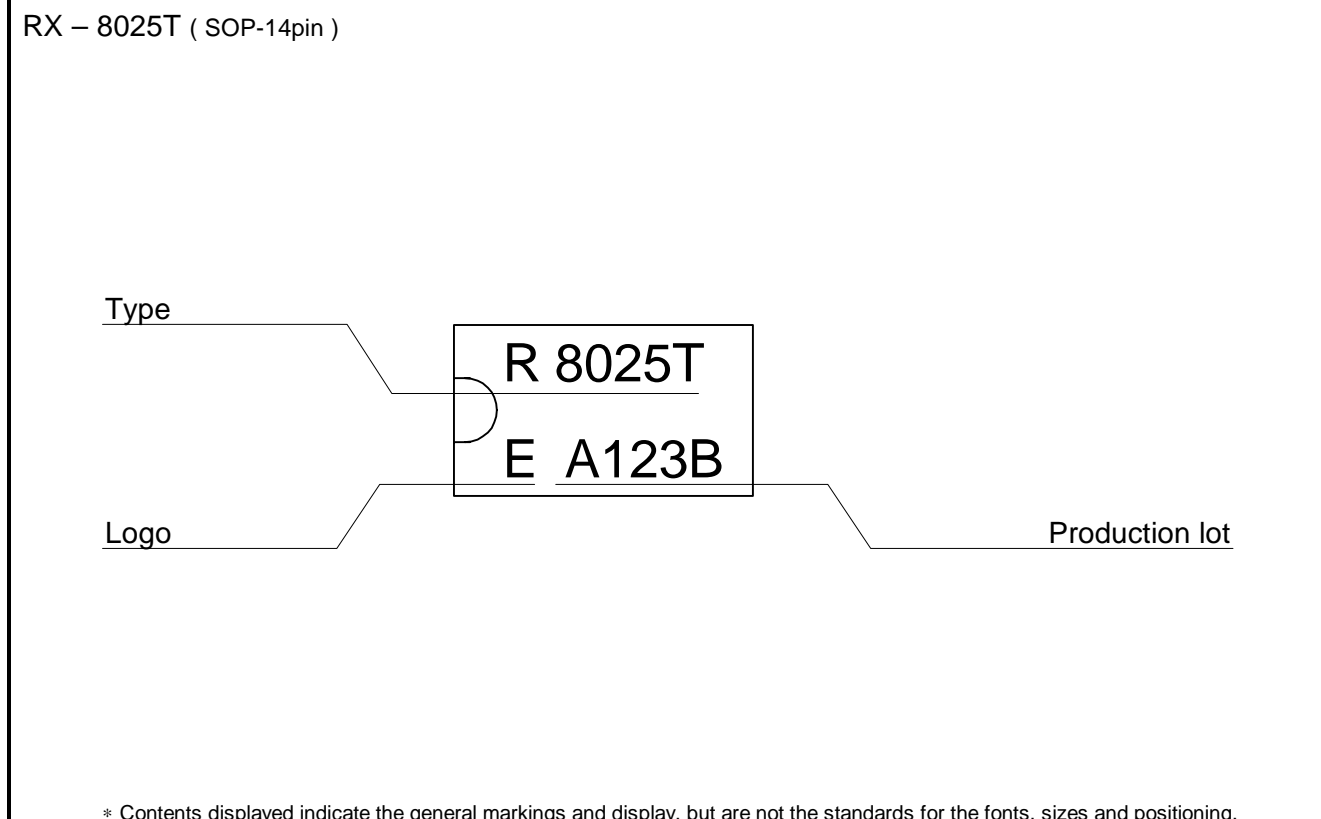 RX – 8025T ( SOP-14pin )
Type
R 8025T
E A123B
Logo
Production lot
* Contents displayed indicate the general markings and display, but are not the standards for the fonts, sizes and positioning.